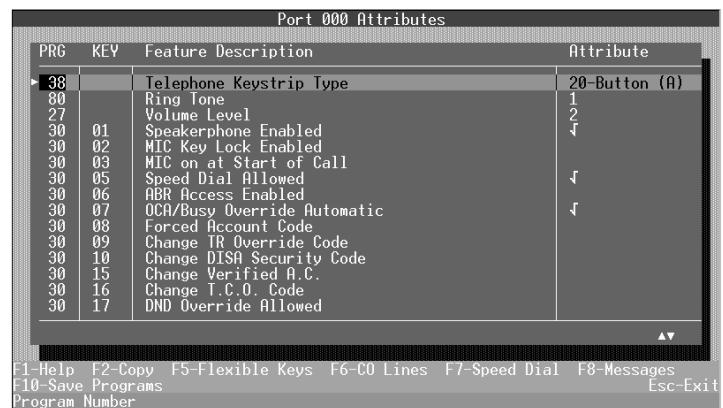 Port 000 Attributes
PRG KEY Feature Description Attribute
38 Telephone Keystrip Type 20-Button (A)
80 Ring Tone 1
27 Volume Level 2
30 01 Speakerphone Enabled √
30 02 MIC Key Lock Enabled
30 03 MIC on at Start of Call
30 05 Speed Dial Allowed √
30 06 ABR Access Enabled
30 07 OCA/Busy Override Automatic √
30 08 Forced Account Code
30 09 Change TR Override Code
30 10 Change DISA Security Code
30 15 Change Verified A.C.
30 16 Change T.C.O. Code
30 17 DND Override Allowed
F1-Help F2-Copy F5-Flexible Keys F6-CO Lines F7-Speed Dial F8-Messages
F10-Save Programs Esc-Exit
Program Number